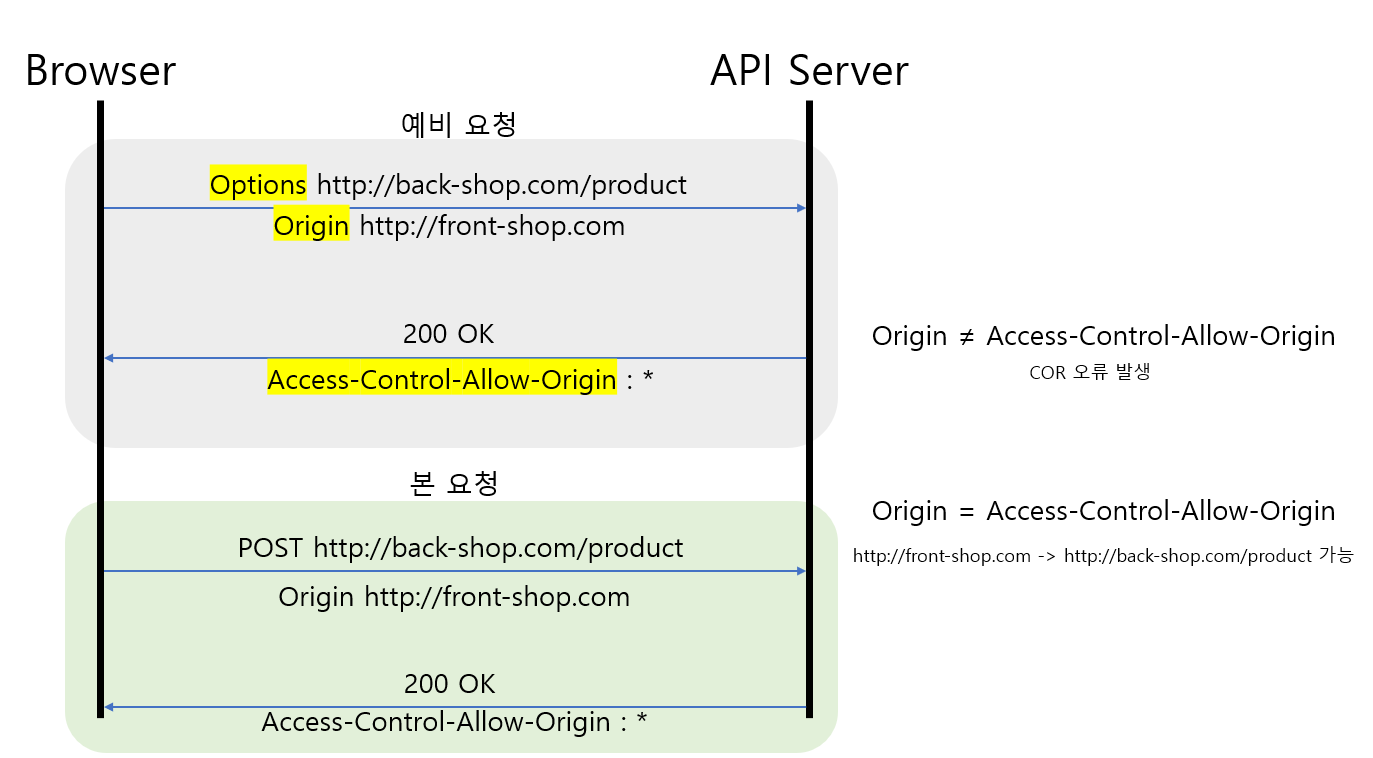 Browser
API Server
예비 요청
Options http://back-shop.com/product
Origin http://front-shop.com
200 OK
Access-Control-Allow-Origin : *
Origin ≠ Access-Control-Allow-Origin
COR 오류 발생
본 요청
POST http://back-shop.com/product
Origin http://front-shop.com
200 OK
Access-Control-Allow-Origin : *
Origin = Access-Control-Allow-Origin
http://front-shop.com -> http://back-shop.com/product 가능